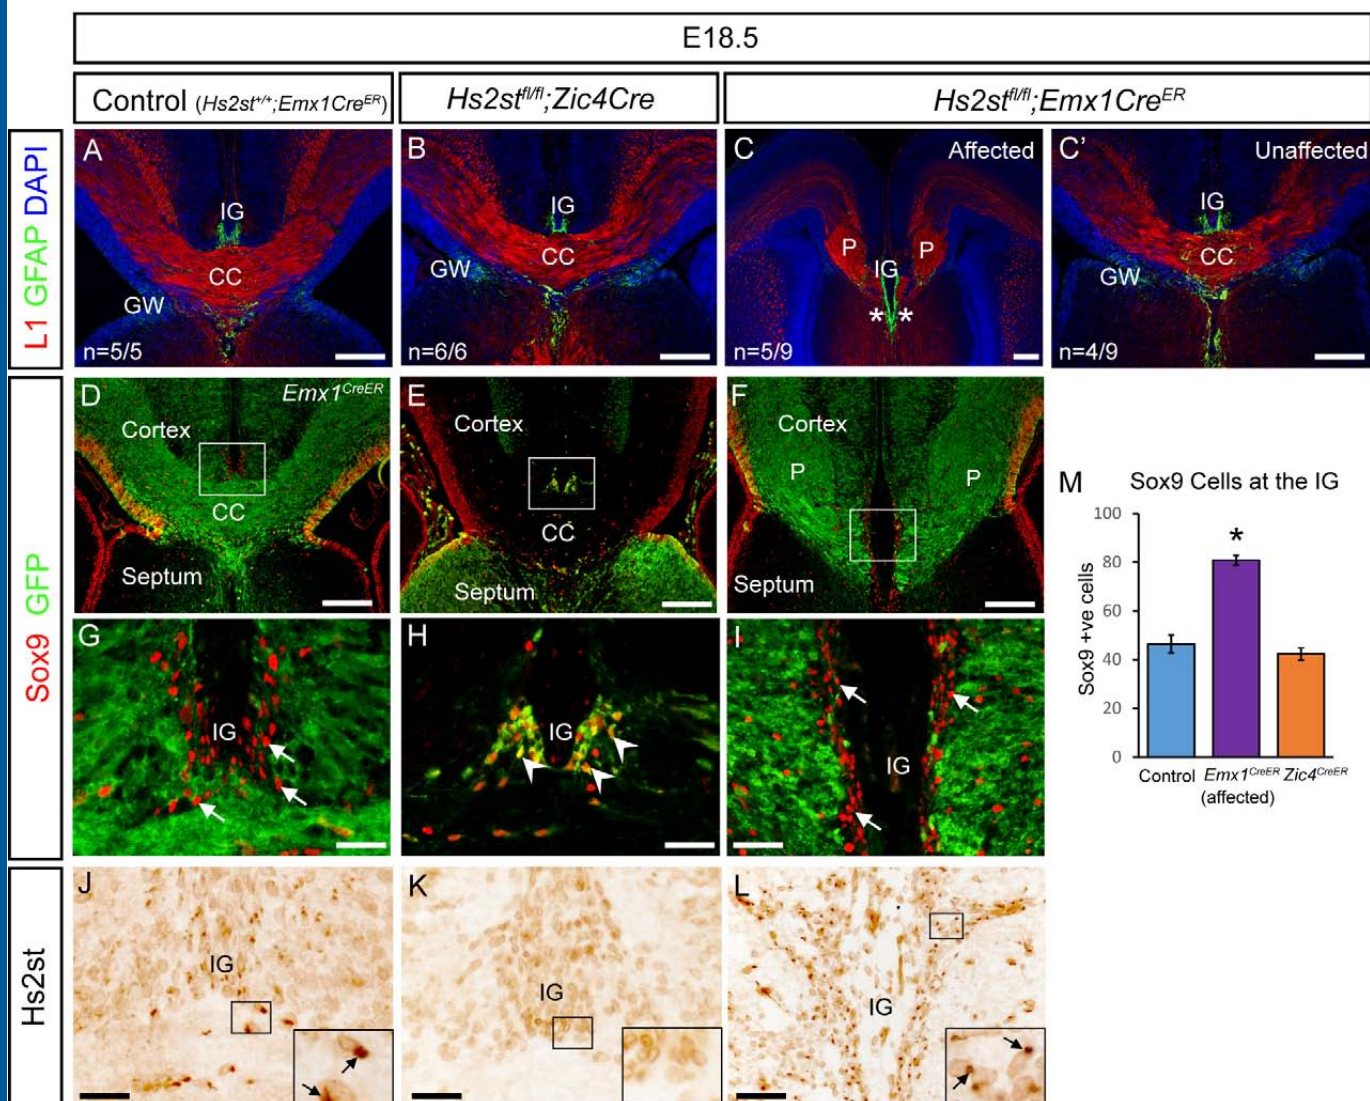 E18.5
Control (Hs2st+/+;Emx1CreER)
Hs2stfl/fl;Zic4Cre
Hs2stfl/fl;Emx1CreER
L1 GFAP DAPI
A
IG
CC
GW
n=5/5
B
IG
CC
GW
n=6/6
C
Affected
P
P
IG
* *
n=5/9
C'
Unaffected
IG
CC
GW
n=4/9
Sox9 GFP
D
Emx1CreER
Cortex
CC
Septum
E
Cortex
CC
Septum
F
Cortex
P
P
Septum
G
IG
H
IG
I
IG
Hs2st
J
IG
K
IG
L
IG
M
Sox9 Cells at the IG
Sox9 +ve cells
100
80
60
40
20
0
*
Control
Emx1CreER
(affected)
Zic4CreER